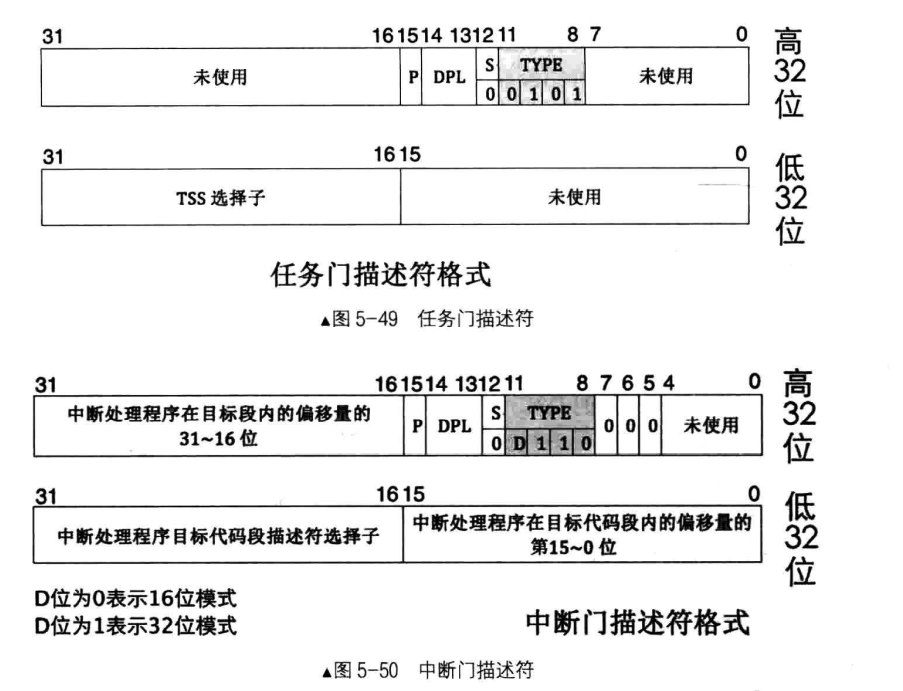 31 16 15 14 13 12 11 8 7 0
未使用 P DPL S TYPE 未使用
0 0 1 0 1
高32位
31 16 15 0
TSS 选择子 未使用
低32位
任务门描述符格式
▲图 5-49 任务门描述符
31 16 15 14 13 12 11 8 7 6 5 4 0
中断处理程序在目标段内的偏移量的
31~16 位
P DPL S TYPE 0 0 0 未使用
0 D 1 1 0
高32位
31 16 15 0
中断处理程序目标代码段描述符选择子
中断处理程序在目标代码段内的偏移量的
第15~0 位
低32位
D位为0表示16位模式
D位为1表示32位模式
中断门描述符格式
▲图 5-50 中断门描述符